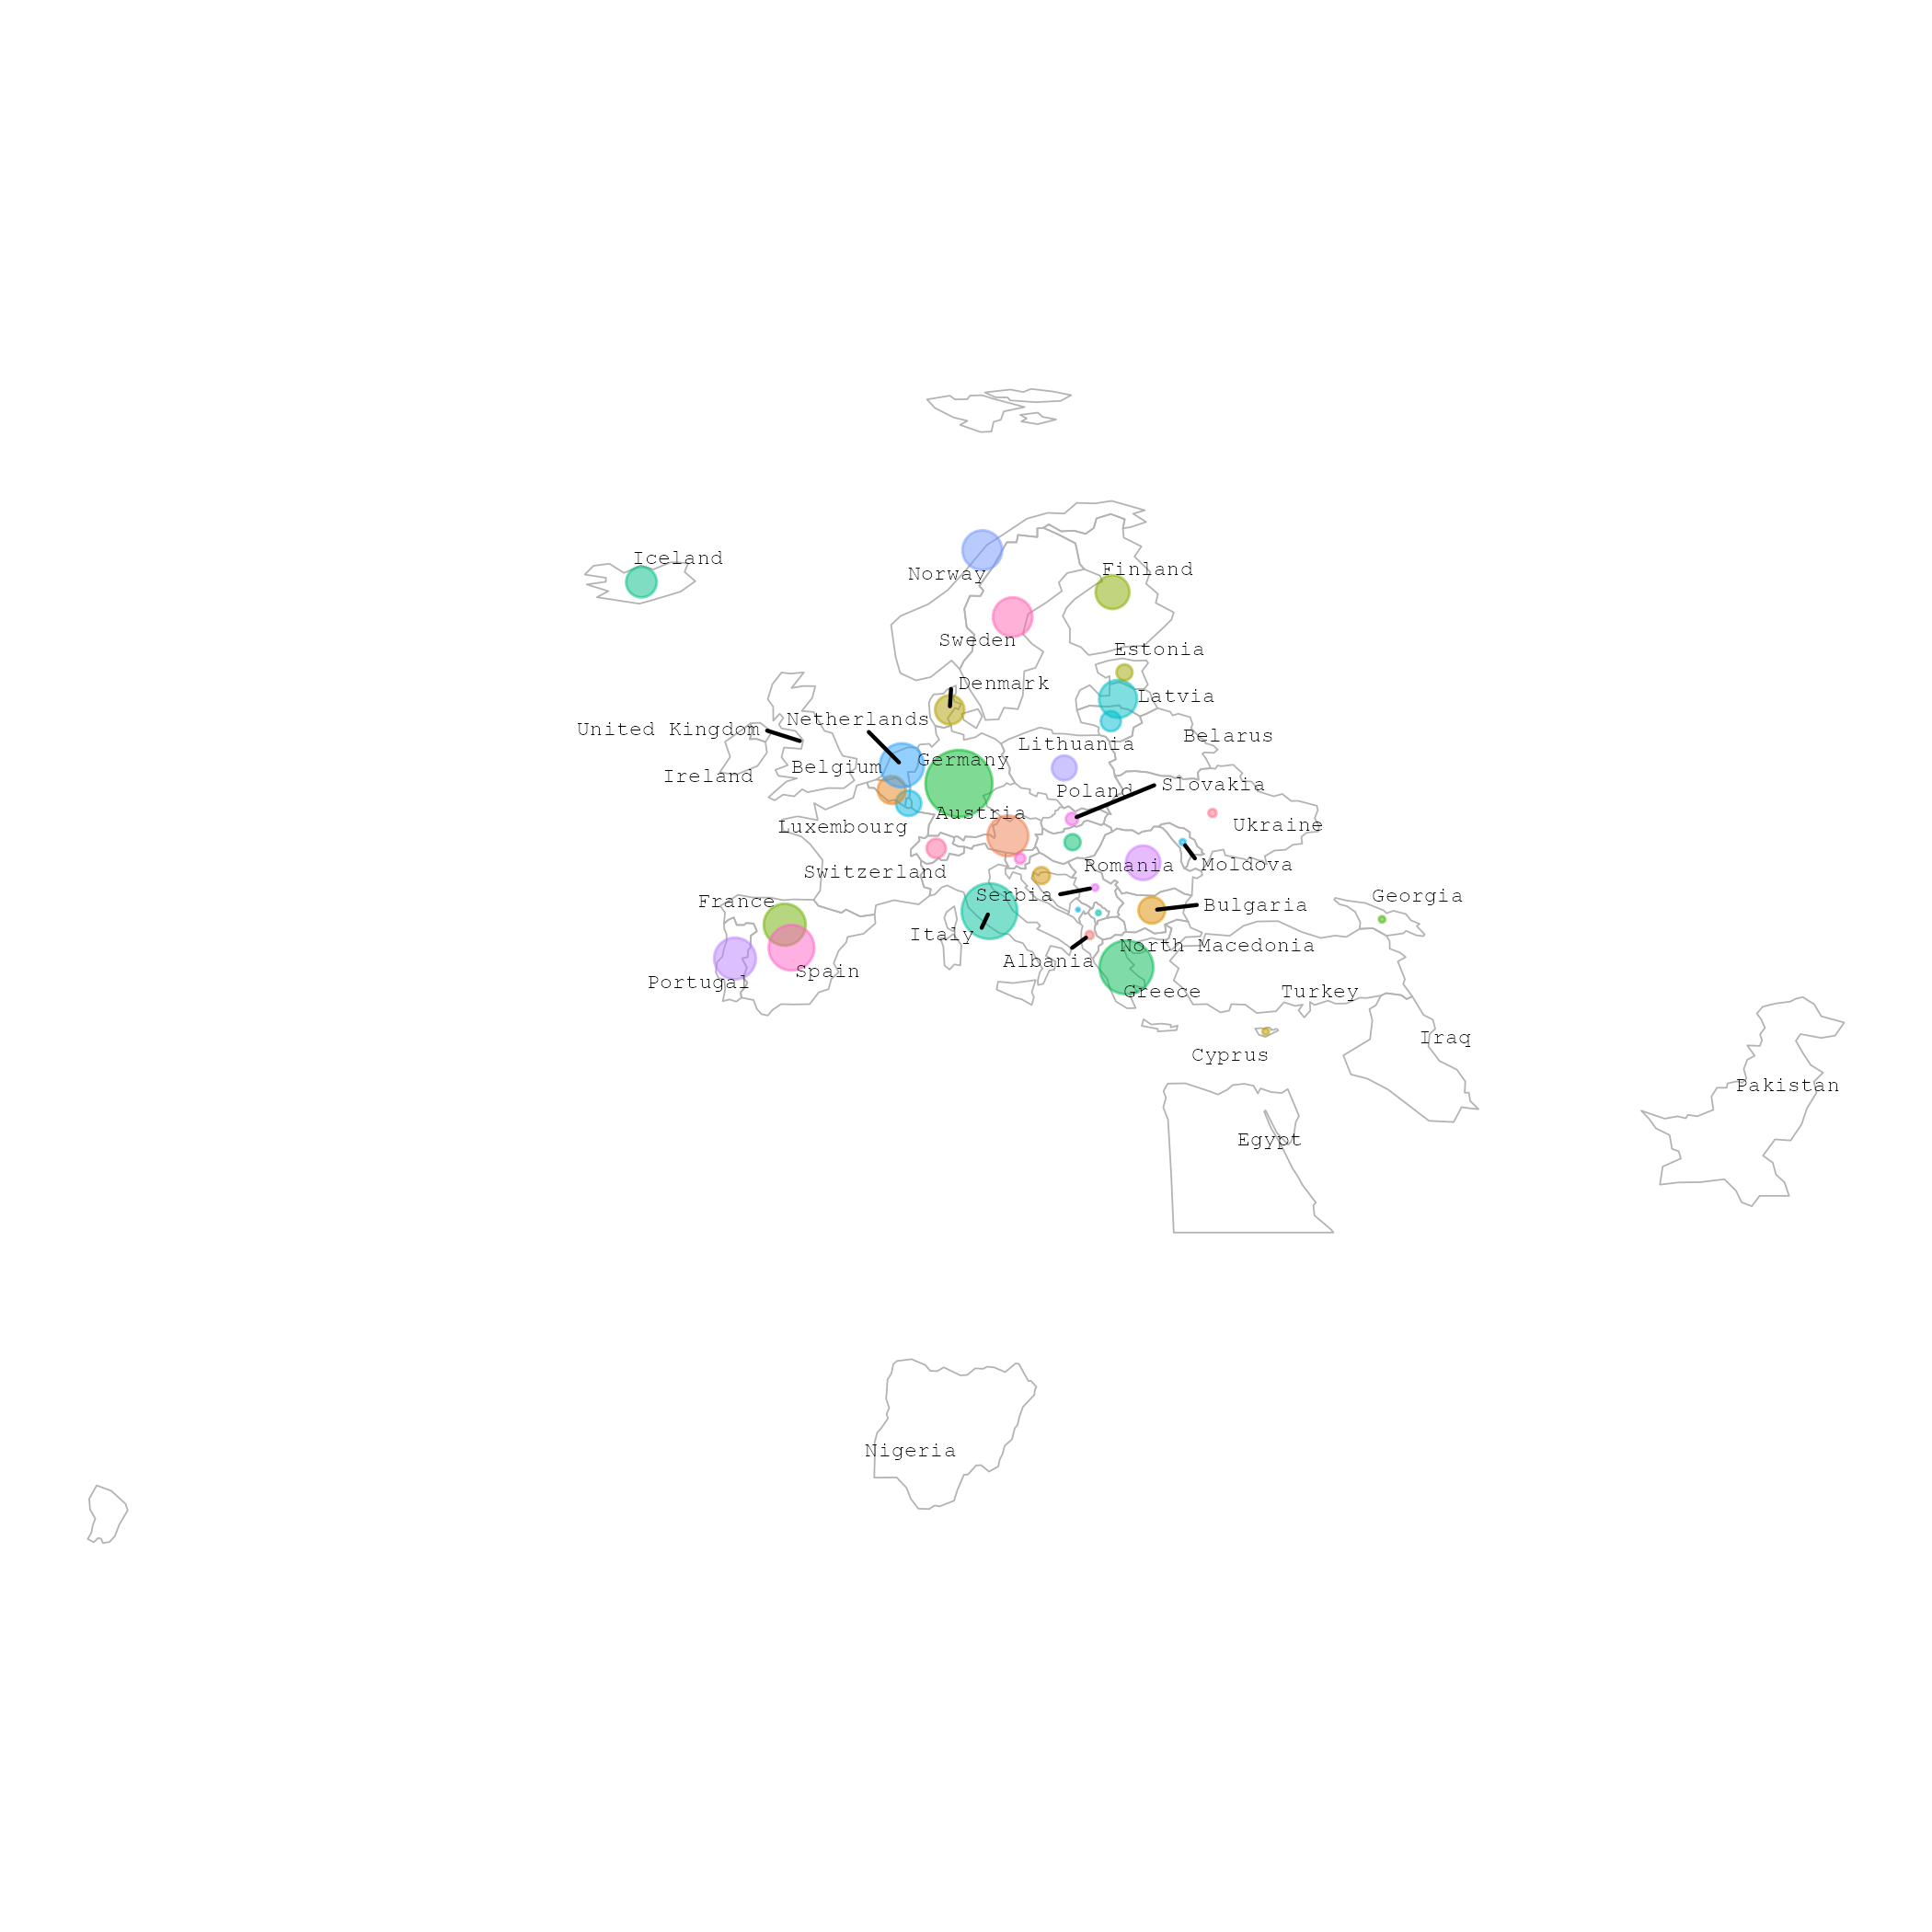 Iceland
Finland
Norway
Sweden
Estonia
Denmark
Latvia
Netherlands
United Kingdom
Belarus
Lithuania
Germany
Belgium
Ireland
Slovakia
Poland
Austria
Ukraine
Luxembourg
Moldova
Romania
Switzerland
Serbia
Georgia
France
Bulgaria
Italy
North Macedonia
Albania
Spain
Portugal
Greece
Turkey
Iraq
Cyprus
Pakistan
Egypt
Nigeria